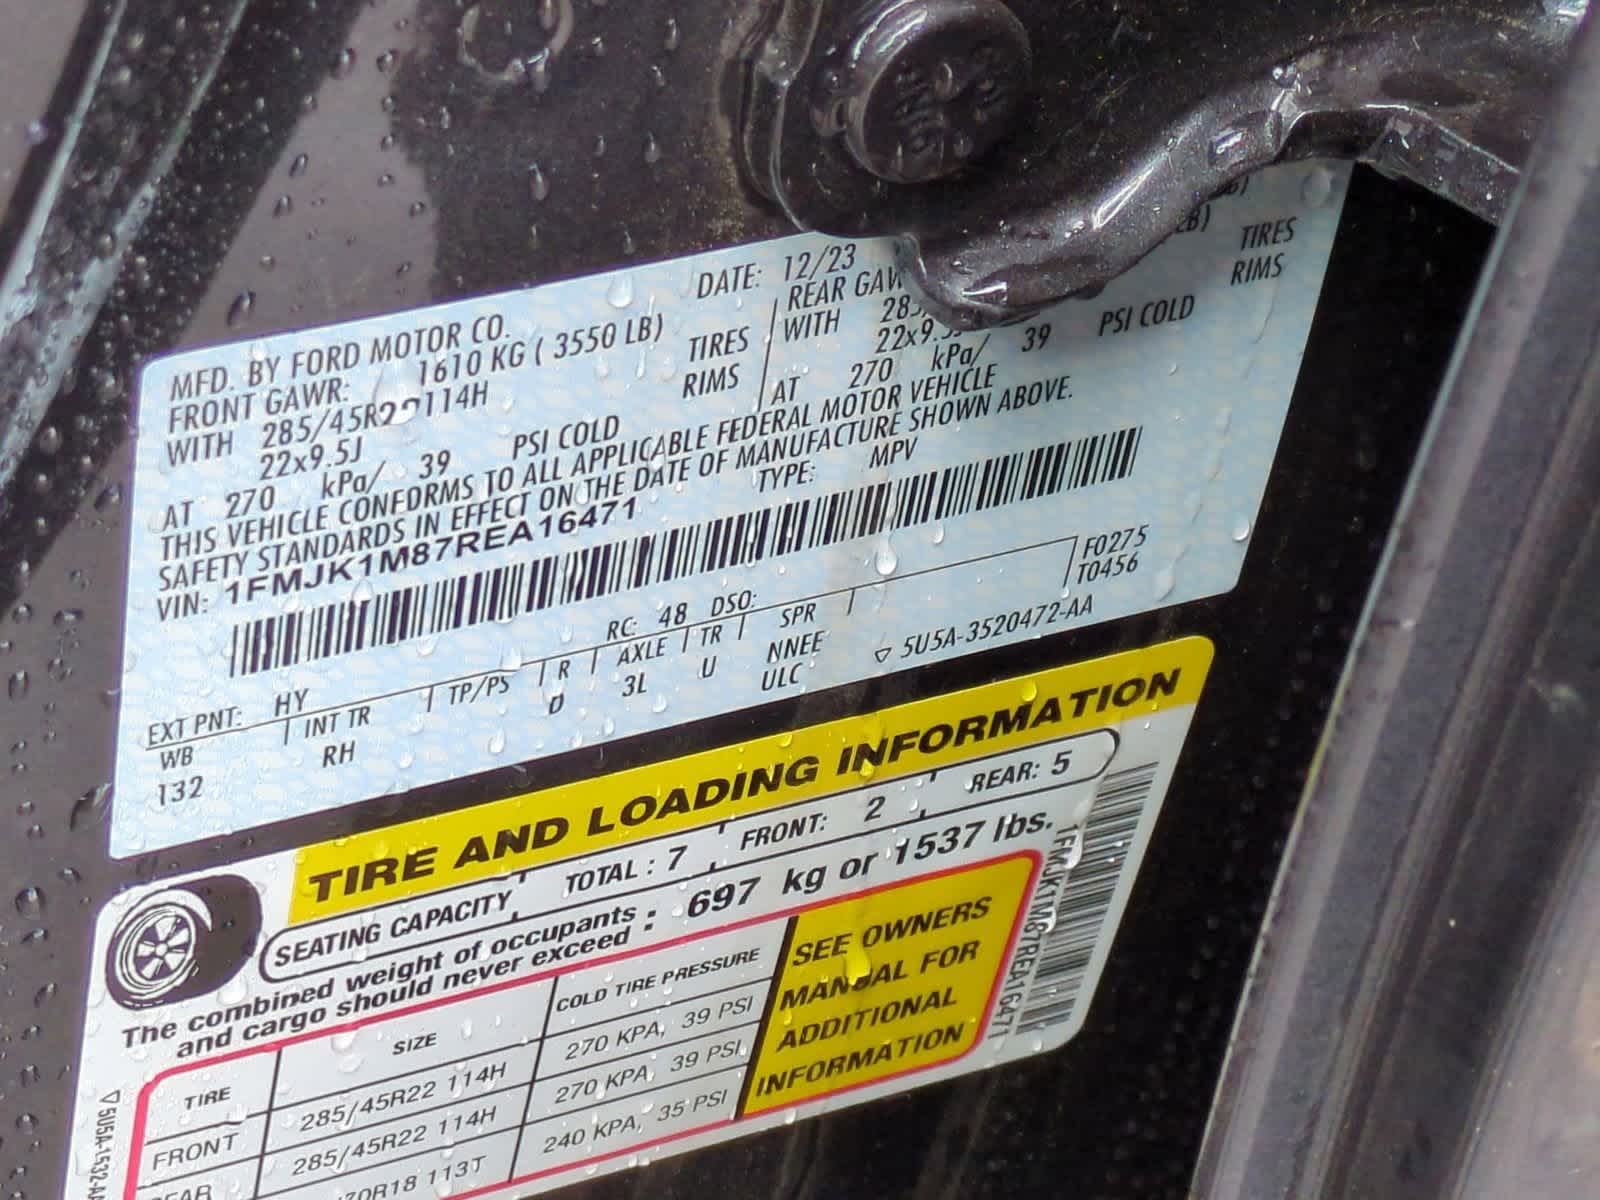 DATE: 12/23
MFD. BY FORD MOTOR CO.
FRONT GAWR: 1610 KG ( 3550 LB)
REAR
WITH 285/45R22 114H TIRES
WITH TIRES
22x9.5J RIMS
RIMS
AT 270 kPa/ 39 PSI COLD
AT 270 kPa/ 39 PSI COLD
THIS VEHICLE CONFORMS TO ALL APPLICABLE FEDERAL MOTOR VEHICLE
SAFETY STANDARDS IN EFFECT ON THE DATE OF MANUFACTURE SHOWN ABOVE.
VIN: 1FMJK1M87REA16471 TYPE: MPV
F0275
T0456
EXT PNT: HY RC: 48 DSO:
WB INT TR TP/PS R AXLE TR SPR
132 RH D 3L U NNEE
ULC
5U5A-3520472-AA
TIRE AND LOADING INFORMATION
SEATING CAPACITY TOTAL : 7 FRONT: 2 REAR: 5
The combined weight of occupants
and cargo should never exceed : 697 kg or 1537 lbs.
TIRE SIZE COLD TIRE PRESSURE
FRONT 285/45R22 114H 270 KPA, 39 PSI
285/45R22 114H 270 KPA, 39 PSI
113T 240 KPA, 35 PSI
SEE OWNERS
MANUAL FOR
ADDITIONAL
INFORMATION
1FMJK1M87REA16471